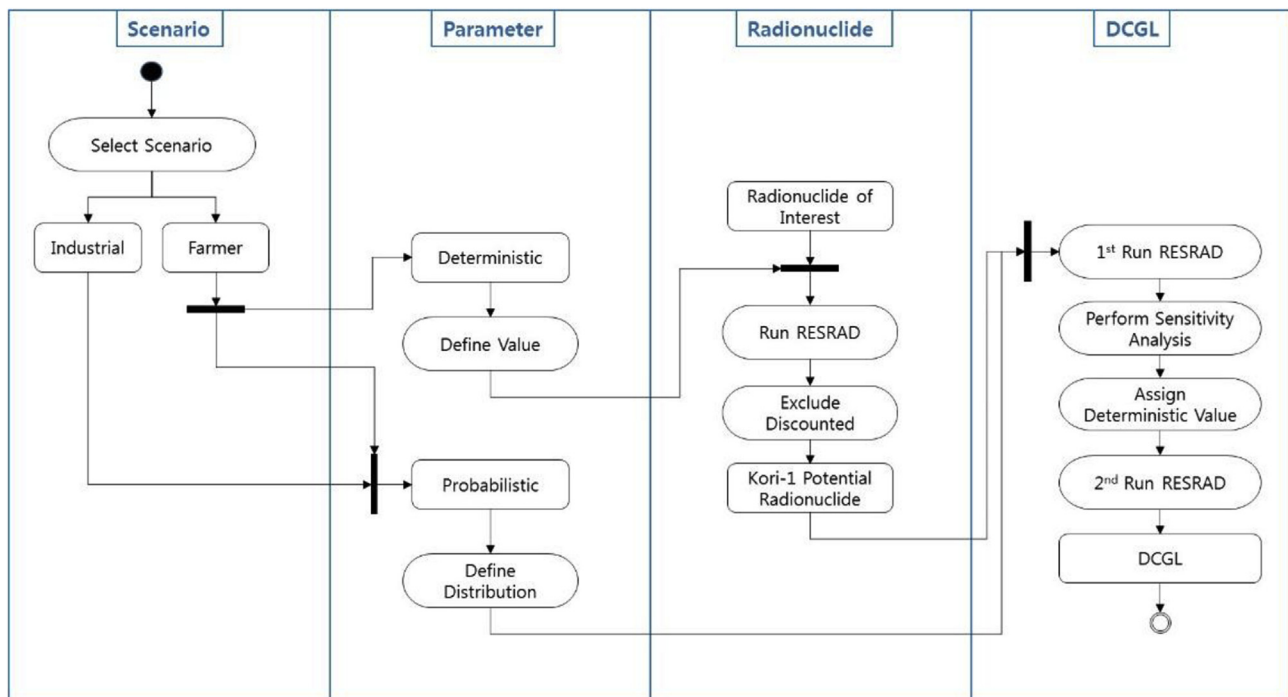 Scenario
Parameter
Radionuclide
DCGL
Select Scenario
Industrial
Farmer
Deterministic
Define Value
Probabilistic
Define
Distribution
Radionuclide of
Interest
Run RESRAD
Exclude
Discounted
Kori-1 Potential
Radionuclide
1st Run RESRAD
Perform Sensitivity
Analysis
Assign
Deterministic Value
2nd Run RESRAD
DCGL